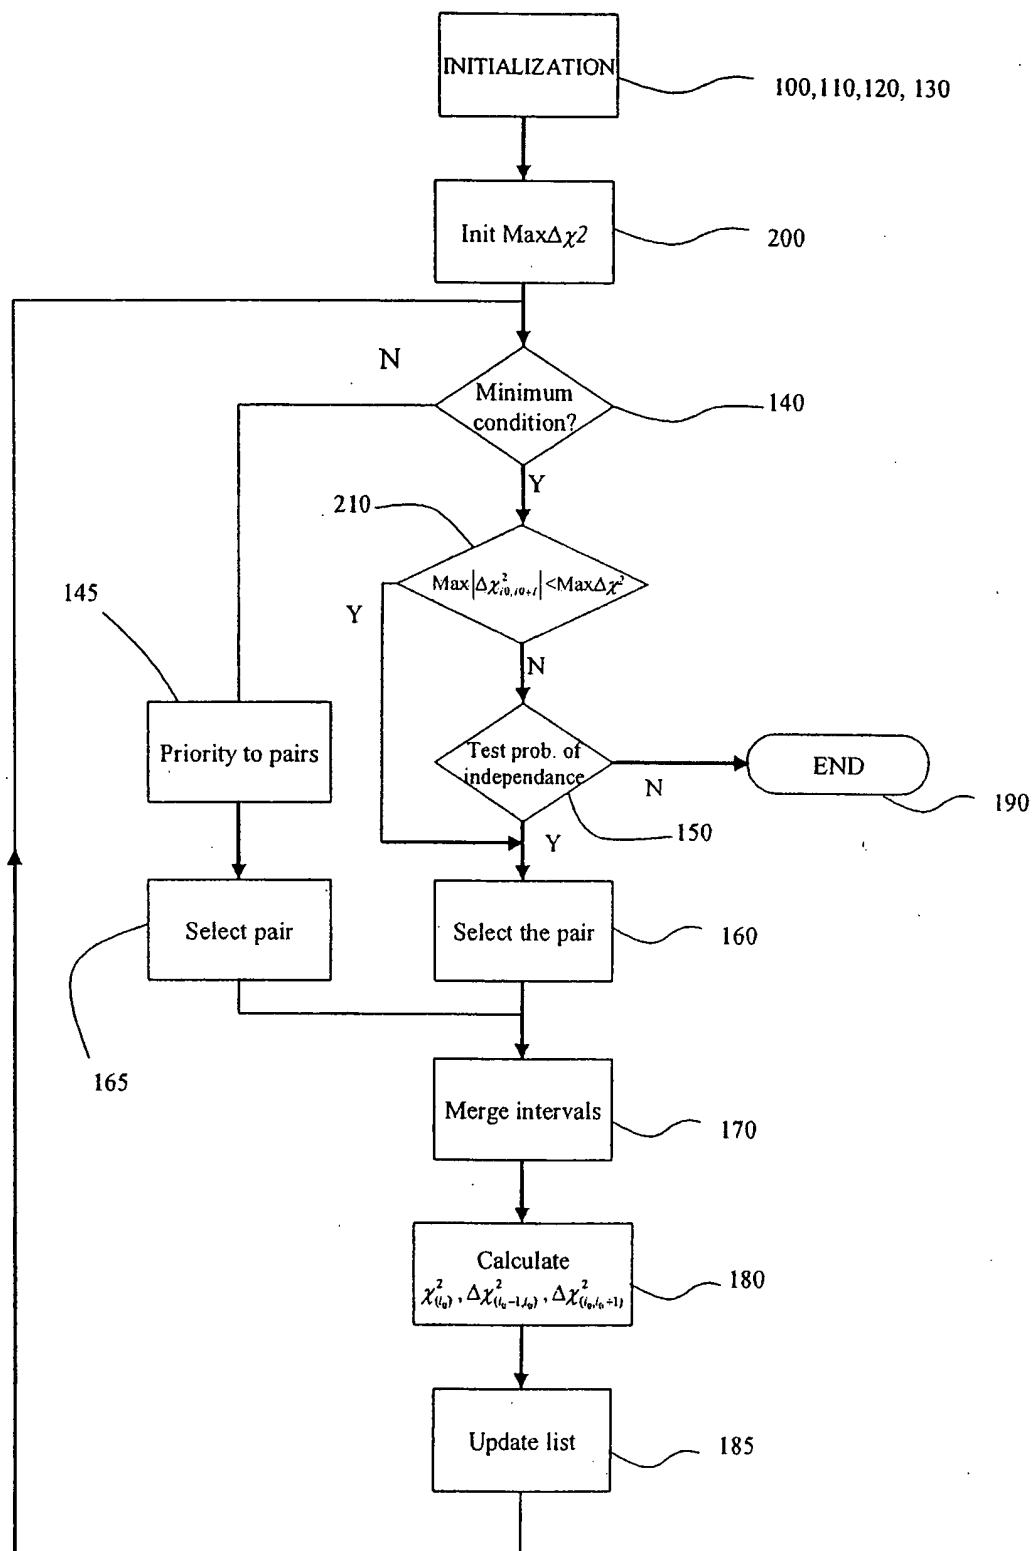 INITIALIZATION
100,110,120, 130
Init MaxΔχ2
200
N
Minimum
condition?
140
Y
210
Max|Δχ²i0,i0+1|<MaxΔχ²
145
Y
N
Priority to pairs
Test prob. of
independance
END
N
190
150
Y
Select pair
Select the pair
160
165
Merge intervals
170
Calculate
χ²(i₀), Δχ²(i₀−1,i₀), Δχ²(i₀,i₀+1)
180
Update list
185